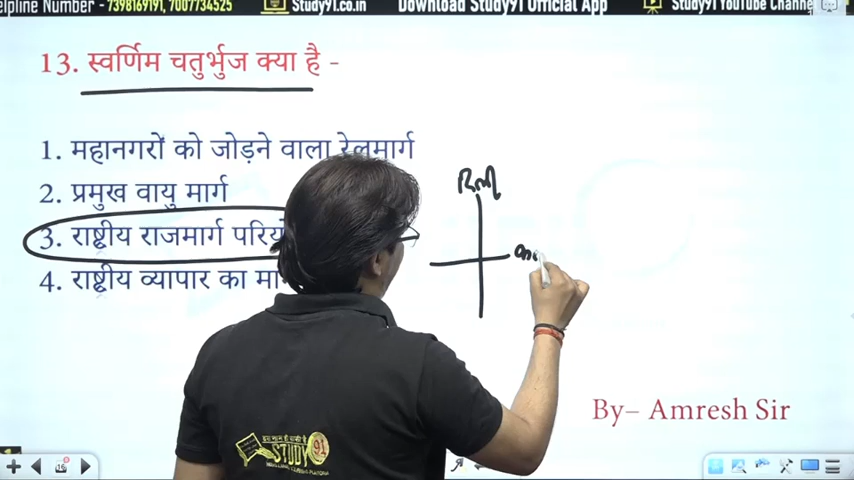 elpline Number - 7398169191, 7007734525 Study91.co.in Download Study91 Official App Study91 YouTube Channe
13. स्वर्णिम चतुर्भुज क्या है -
1. महानगरों को जोड़ने वाला रेलमार्ग
2. प्रमुख वायु मार्ग
3. राष्ट्रीय राजमार्ग परियो
4. राष्ट्रीय व्यापार का मा
दिल्ली
By– Amresh Sir
STUDY 91
16